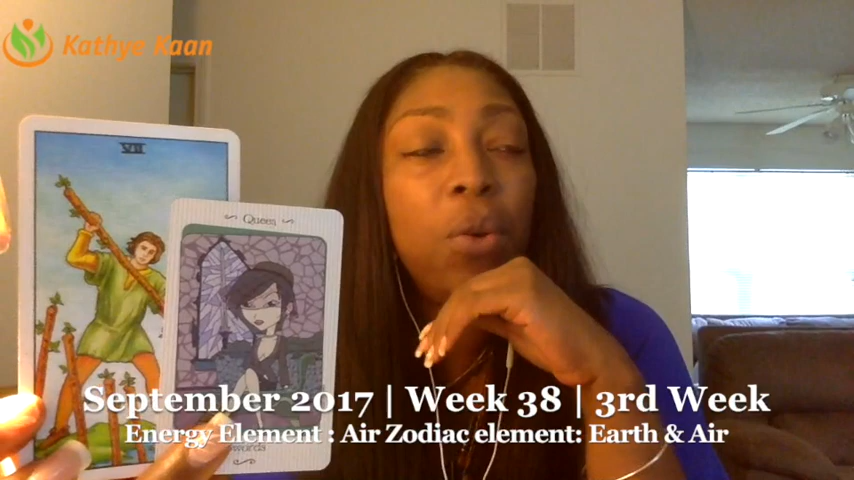 Kathye Kaan
VII
Queen
September 2017 | Week 38 | 3rd Week
Energy Element : Air Zodiac element: Earth & Air